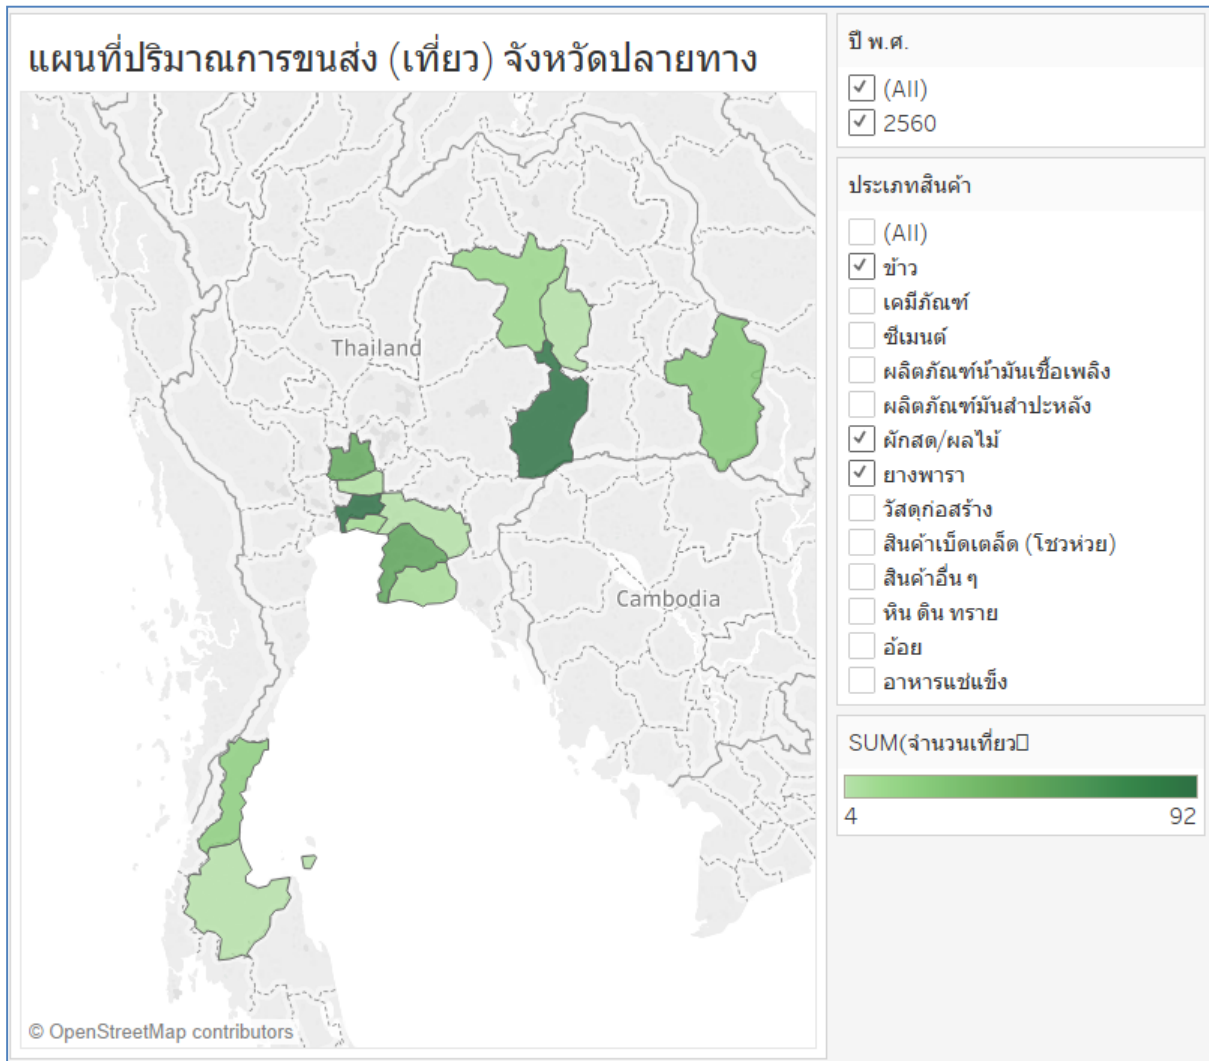 แผนที่ปริมาณการขนส่ง (เที่ยว) จังหวัดปลายทาง
Thailand
Cambodia
© OpenStreetMap contributors
ปี พ.ศ.
(All)
2560
ประเภทสินค้า
(All)
ข้าว
เคมีภัณฑ์
ซีเมนต์
ผลิตภัณฑ์น้ำมันเชื้อเพลิง
ผลิตภัณฑ์มันสำปะหลัง
ผักสด/ผลไม้
ยางพารา
วัสดุก่อสร้าง
สินค้าเบ็ดเตล็ด (โชวห่วย)
สินค้าอื่น ๆ
หิน ดิน ทราย
อ้อย
อาหารแช่แข็ง
SUM(จำนวนเที่ยว
4 92